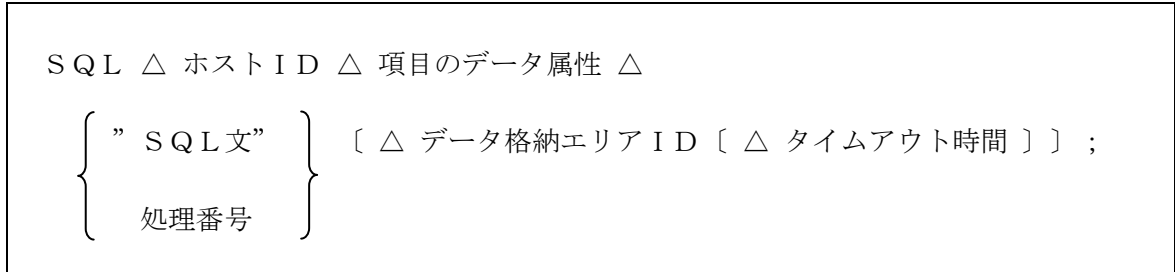 ＳＱＬ △ ホストＩＤ △ 項目のデータ属性 △
”ＳＱＬ文” 〔 △ データ格納エリアＩＤ〔 △ タイムアウト時間 〕〕；
処理番号